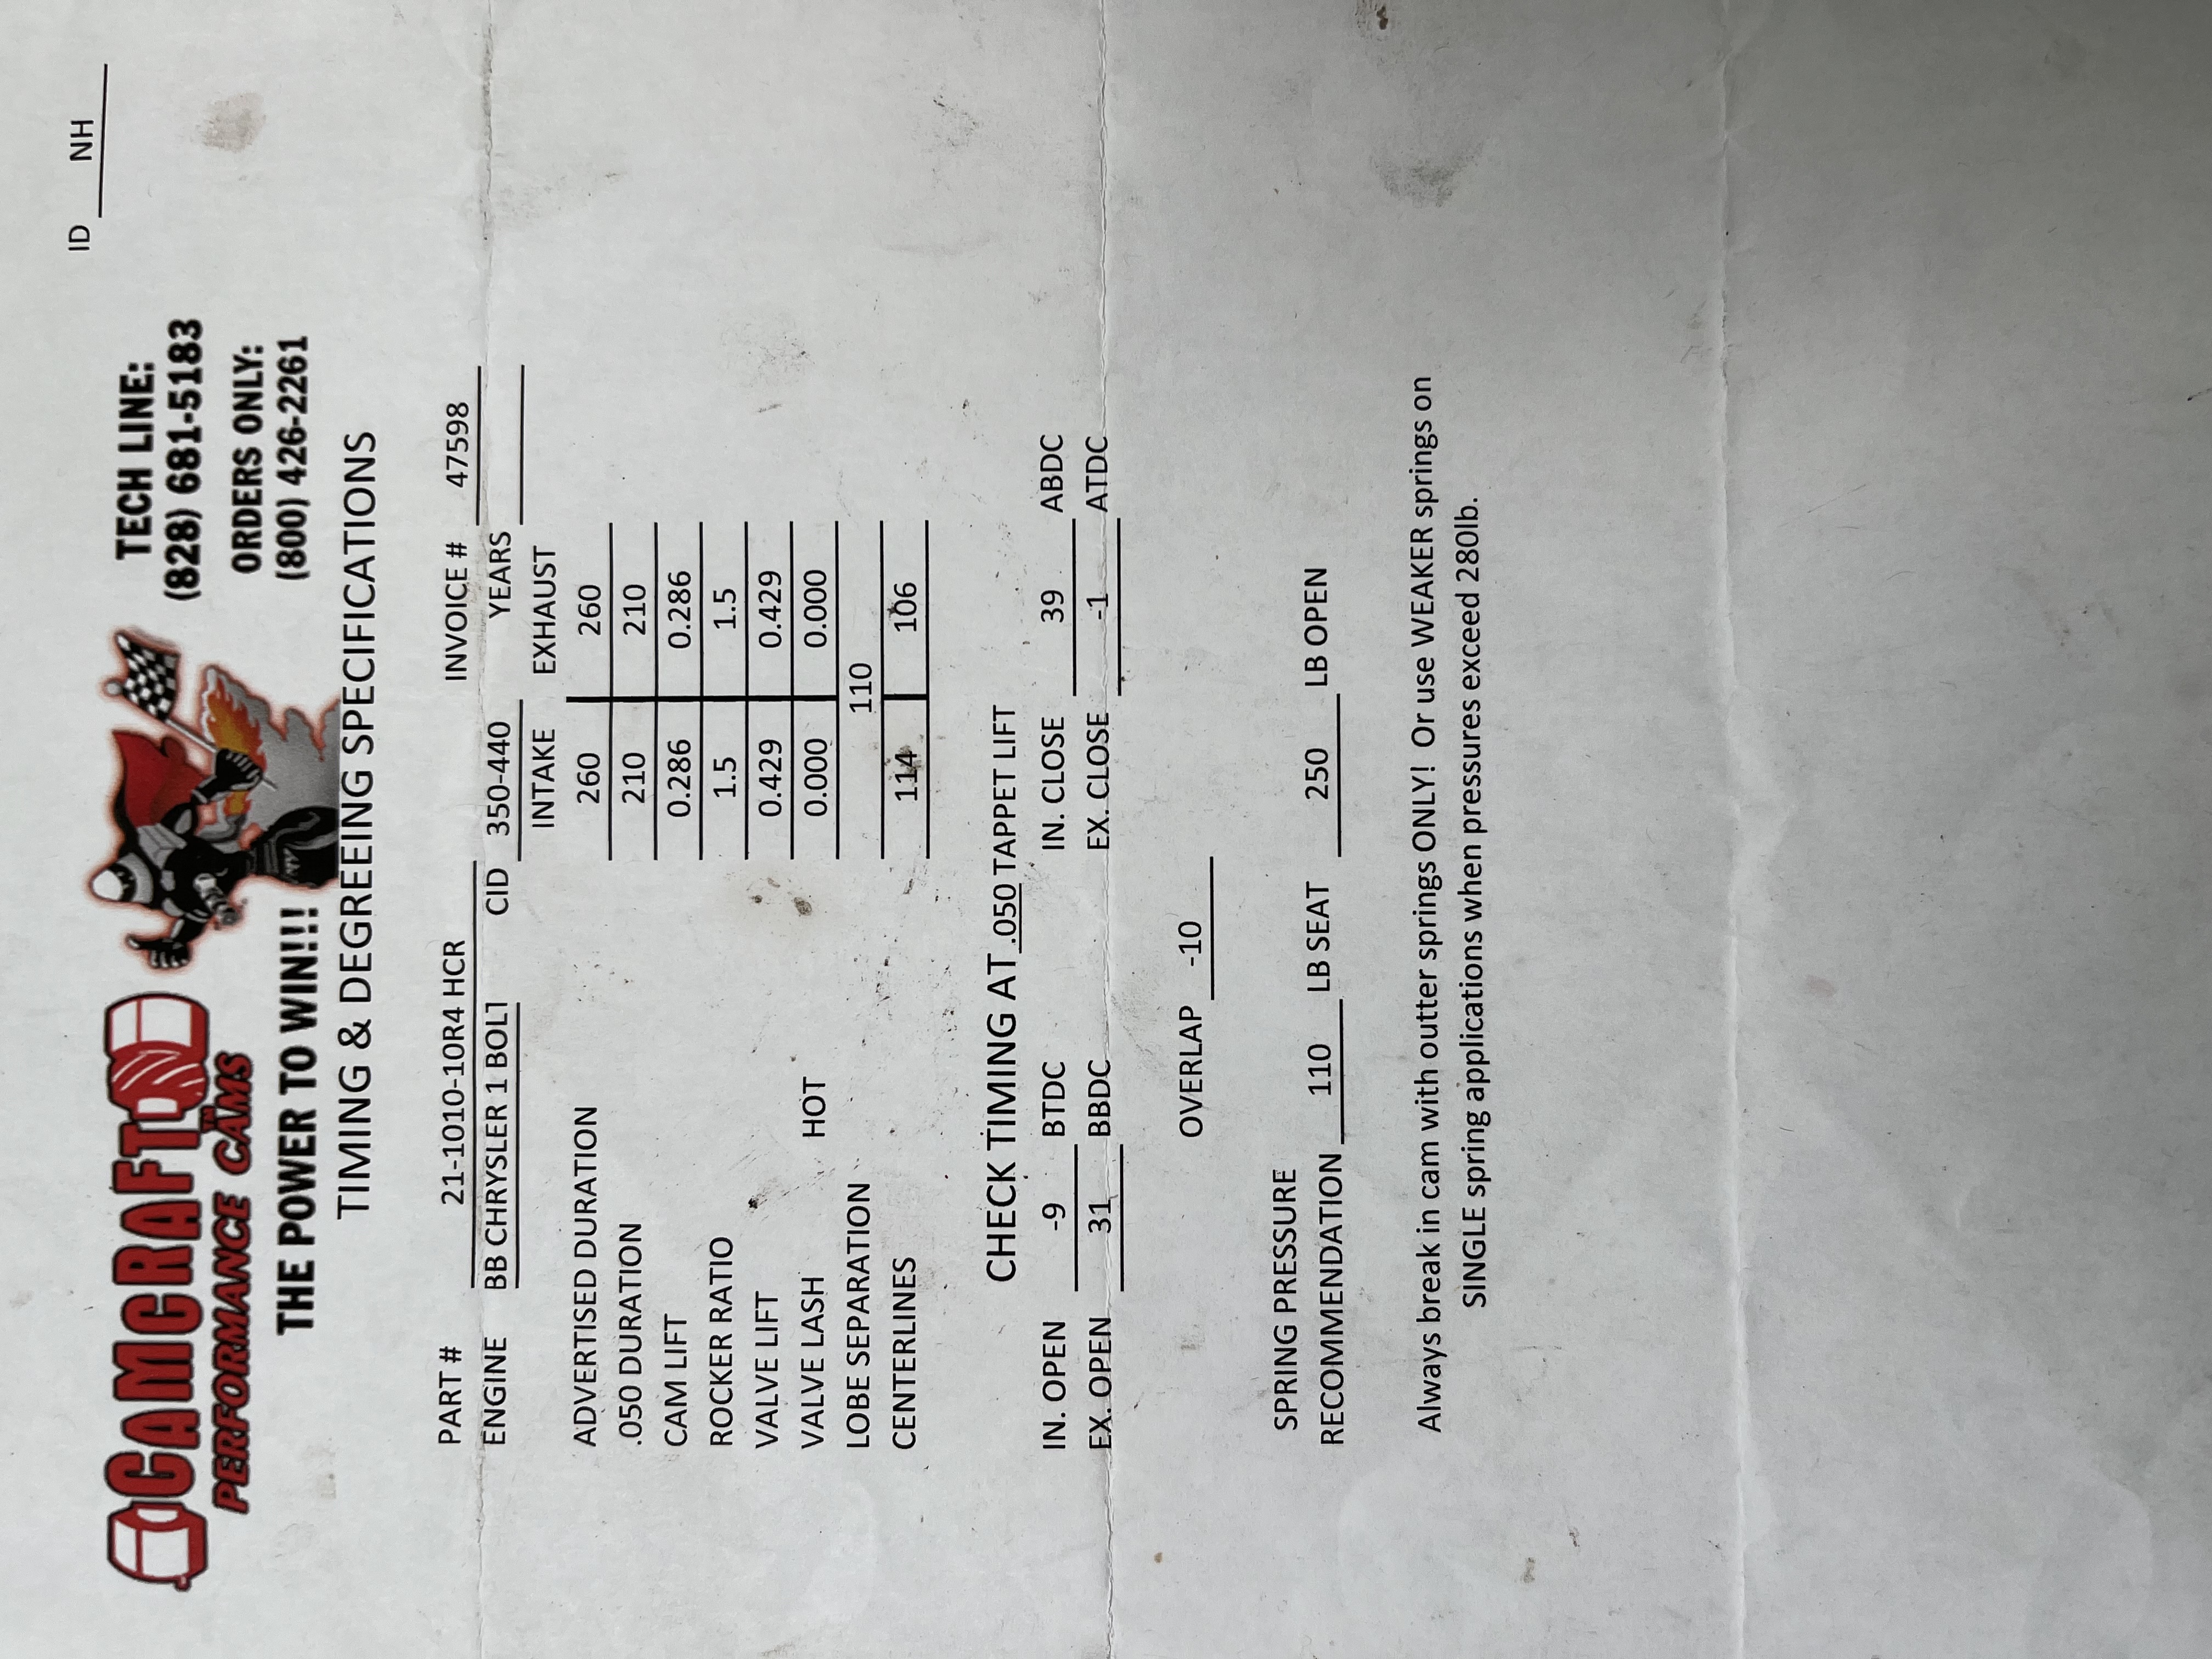 ID NH
CAMCRAFT
PERFORMANCE CAMS™
THE POWER TO WIN!!!
TECH LINE:
(828) 681-5183
ORDERS ONLY:
(800) 426-2261
TIMING & DEGREEING SPECIFICATIONS
PART # 21-1010-10R4 HCR INVOICE # 47598
ENGINE BB CHRYSLER 1 BOLT CID 350-440 YEARS
INTAKE EXHAUST
ADVERTISED DURATION 260 260
.050 DURATION 210 210
CAM LIFT 0.286 0.286
ROCKER RATIO 1.5 1.5
VALVE LIFT 0.429 0.429
VALVE LASH HOT 0.000 0.000
LOBE SEPARATION 110
CENTERLINES 114 106
CHECK TIMING AT .050 TAPPET LIFT
IN. OPEN -9 BTDC IN. CLOSE 39 ABDC
EX. OPEN 31 BBDC EX. CLOSE -1 ATDC
OVERLAP -10
SPRING PRESSURE
RECOMMENDATION 110 LB SEAT 250 LB OPEN
Always break in cam with outter springs ONLY! Or use WEAKER springs on
SINGLE spring applications when pressures exceed 280lb.